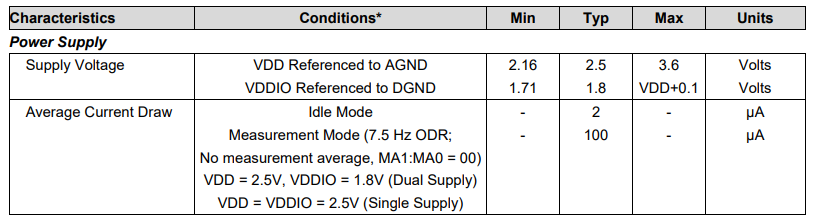 Characteristics Conditions* Min Typ Max Units
Power Supply
Supply Voltage VDD Referenced to AGND 2.16 2.5 3.6 Volts
VDDIO Referenced to DGND 1.71 1.8 VDD+0.1 Volts
Average Current Draw Idle Mode - 2 - µA
Measurement Mode (7.5 Hz ODR; - 100 - µA
No measurement average, MA1:MA0 = 00)
VDD = 2.5V, VDDIO = 1.8V (Dual Supply)
VDD = VDDIO = 2.5V (Single Supply)